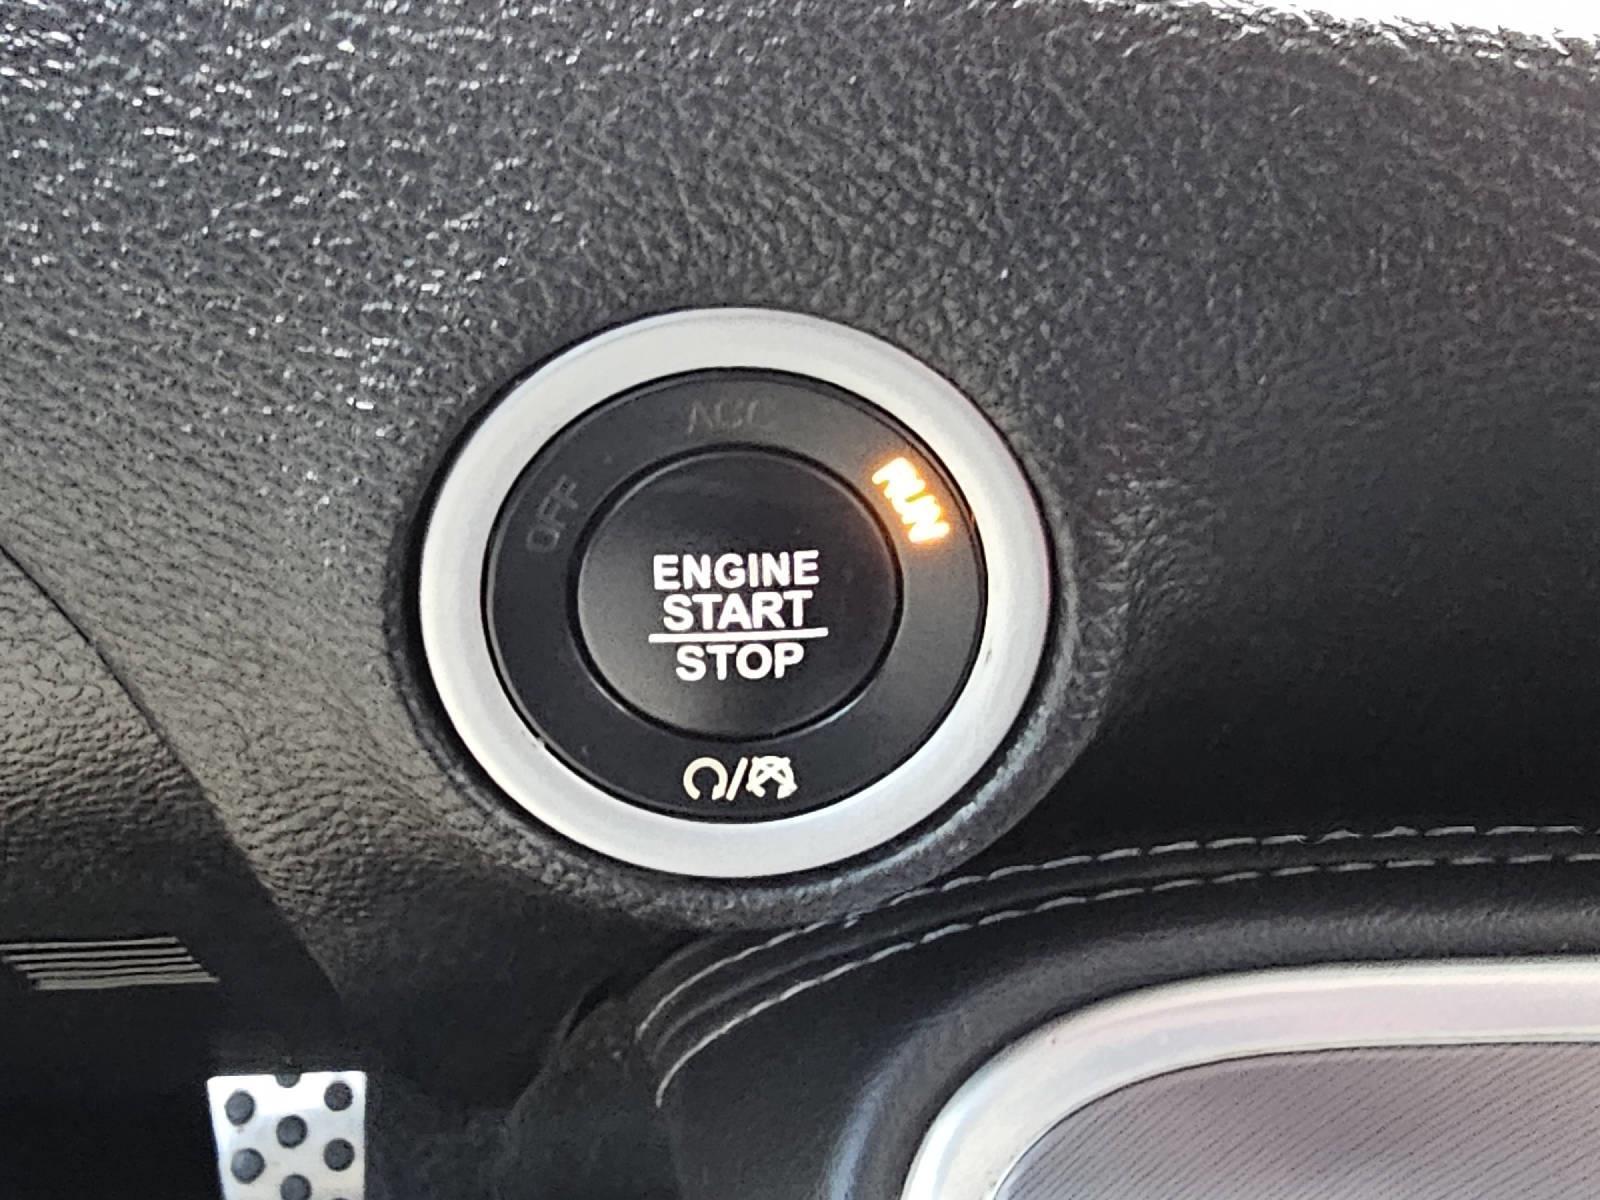 ACC
OFF
RUN
ENGINE
START
STOP
/